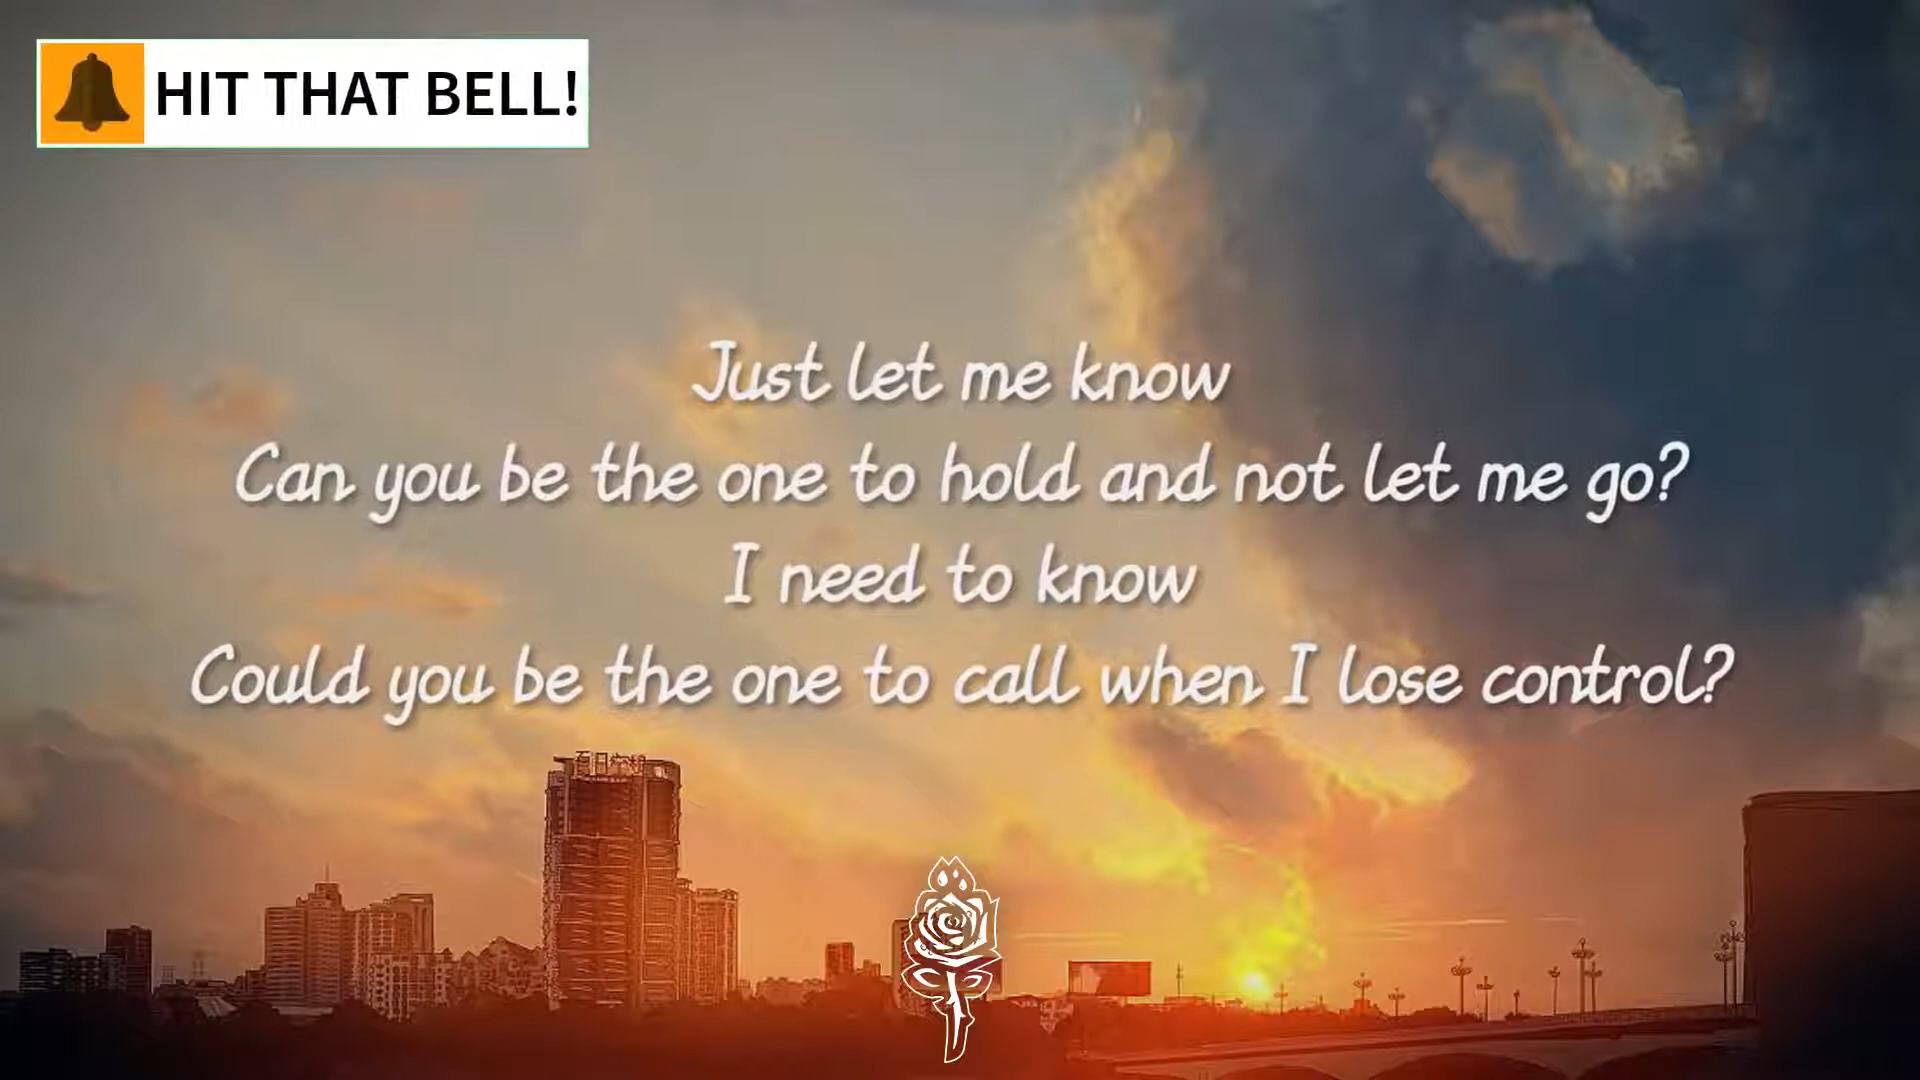 HIT THAT BELL!
Just let me know
Can you be the one to hold and not let me go?
I need to know
Could you be the one to call when I lose control?